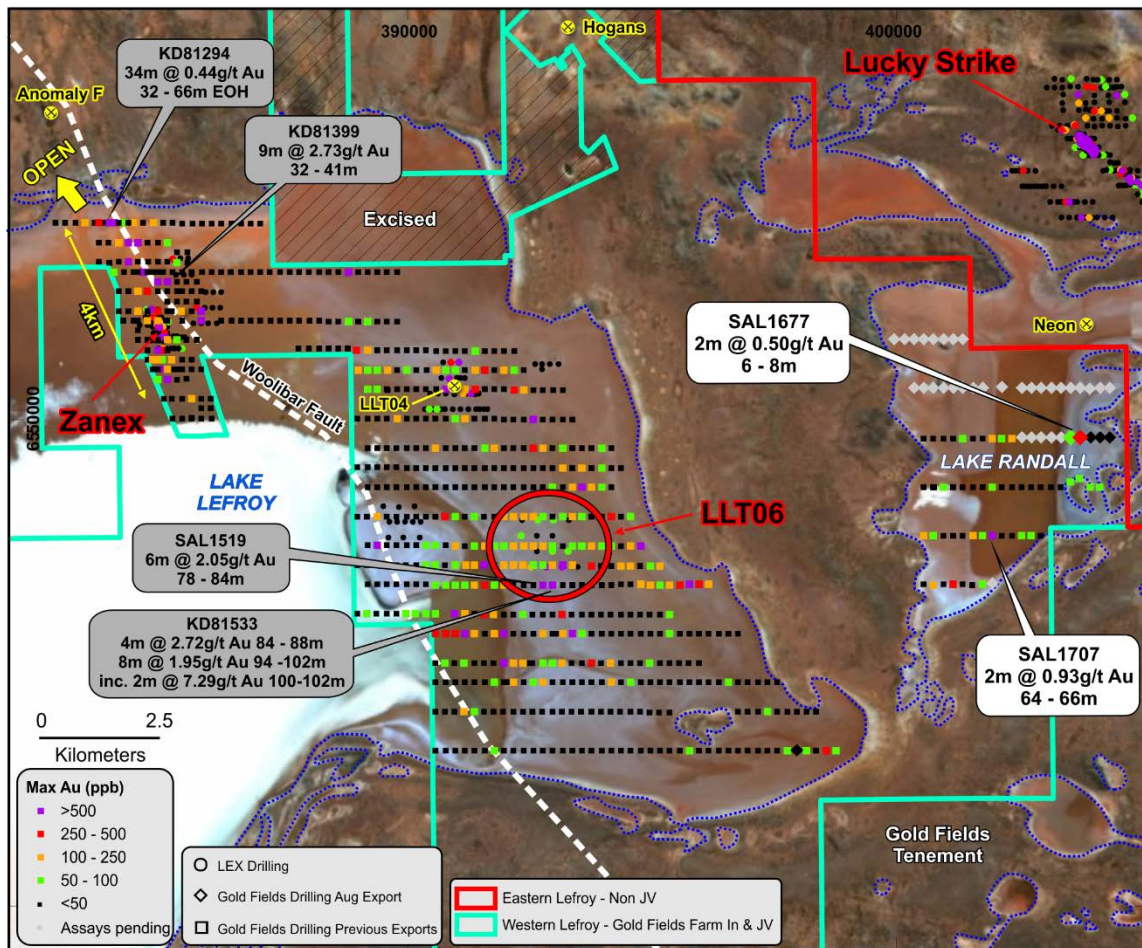 390000
400000
Hogans
KD81294
34m @ 0.44g/t Au
32 - 66m EOH
Lucky Strike
Anomaly F
KD81399
9m @ 2.73g/t Au
32 - 41m
OPEN
Excised
4km
Neon
SAL1677
2m @ 0.50g/t Au
6 - 8m
Woolibar Fault
LLT04
Zanex
6550000
LAKE RANDALL
LAKE
LEFROY
LLT06
SAL1519
6m @ 2.05g/t Au
78 - 84m
KD81533
4m @ 2.72g/t Au 84 - 88m
8m @ 1.95g/t Au 94 -102m
inc. 2m @ 7.29g/t Au 100-102m
SAL1707
2m @ 0.93g/t Au
64 - 66m
0 2.5
Kilometers
Max Au (ppb)
>500
250 - 500
100 - 250
50 - 100
<50
Assays pending
LEX Drilling
Gold Fields Drilling Aug Export
Gold Fields Drilling Previous Exports
Eastern Lefroy - Non JV
Western Lefroy - Gold Fields Farm In & JV
Gold Fields
Tenement